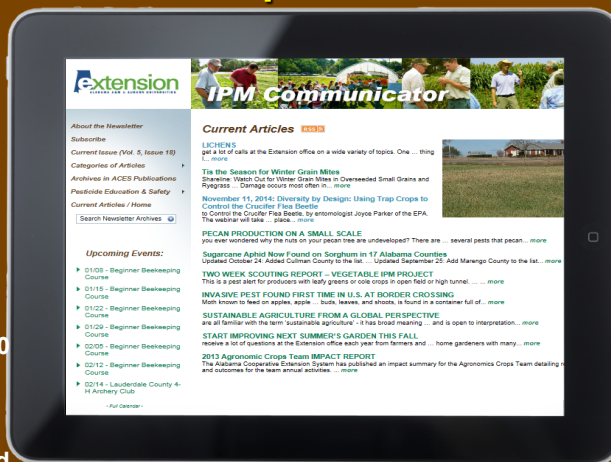 extension
ALABAMA A&M & AUBURN UNIVERSITIES
IPM Communicator
About the Newsletter
Subscribe
Current Issue (Vol. 5, Issue 18)
Categories of Articles
Archives in ACES Publications
Pesticide Education & Safety
Current Articles / Home
Search Newsletter Archives
Upcoming Events:
01/08 - Beginner Beekeeping
Course
01/15 - Beginner Beekeeping
Course
01/22 - Beginner Beekeeping
Course
01/29 - Beginner Beekeeping
Course
02/05 - Beginner Beekeeping
Course
02/12 - Beginner Beekeeping
Course
02/14 - Lauderdale County 4-
H Archery Club
- Full Calendar -
Current Articles RSS
LICHENS
get a lot of calls at the Extension office on a wide variety of topics. One ... thing
I... more
Tis the Season for Winter Grain Mites
Shareline: Watch Out for Winter Grain Mites in Overseeded Small Grains and
Ryegrass ... Damage occurs most often in... more
November 11, 2014: Diversity by Design: Using Trap Crops to
Control the Crucifer Flea Beetle
to Control the Crucifer Flea Beetle, by entomologist Joyce Parker of the EPA.
The webinar will take ... place... more
PECAN PRODUCTION ON A SMALL SCALE
you ever wondered why the nuts on your pecan tree are undeveloped? There are ... several pests that pecan... more
Sugarcane Aphid Now Found on Sorghum in 17 Alabama Counties
Updated October 24: Added Cullman County to the list. ... Updated September 25: Add Marengo County to the list... more
TWO WEEK SCOUTING REPORT – VEGETABLE IPM PROJECT
This is a pest alert for producers with leafy greens or cole crops in open field or high tunnel. ... ... more
INVASIVE PEST FOUND FIRST TIME IN U.S. AT BORDER CROSSING
Moth known to feed on apples, apple ... buds, leaves, and shoots, is found in a container full of... more
SUSTAINABLE AGRICULTURE FROM A GLOBAL PERSPECTIVE
are all familiar with the term 'sustainable agriculture' - it has broad meaning ... and is open to interpretation... more
START IMPROVING NEXT SUMMER'S GARDEN THIS FALL
receive a lot of questions at the Extension office each year from farmers and ... home gardeners with many... more
2013 Agronomic Crops Team IMPACT REPORT
The Alabama Cooperative Extension System has published an impact summary for the Agronomics Crops Team detailing
and outcomes for the team annual activities. ... more